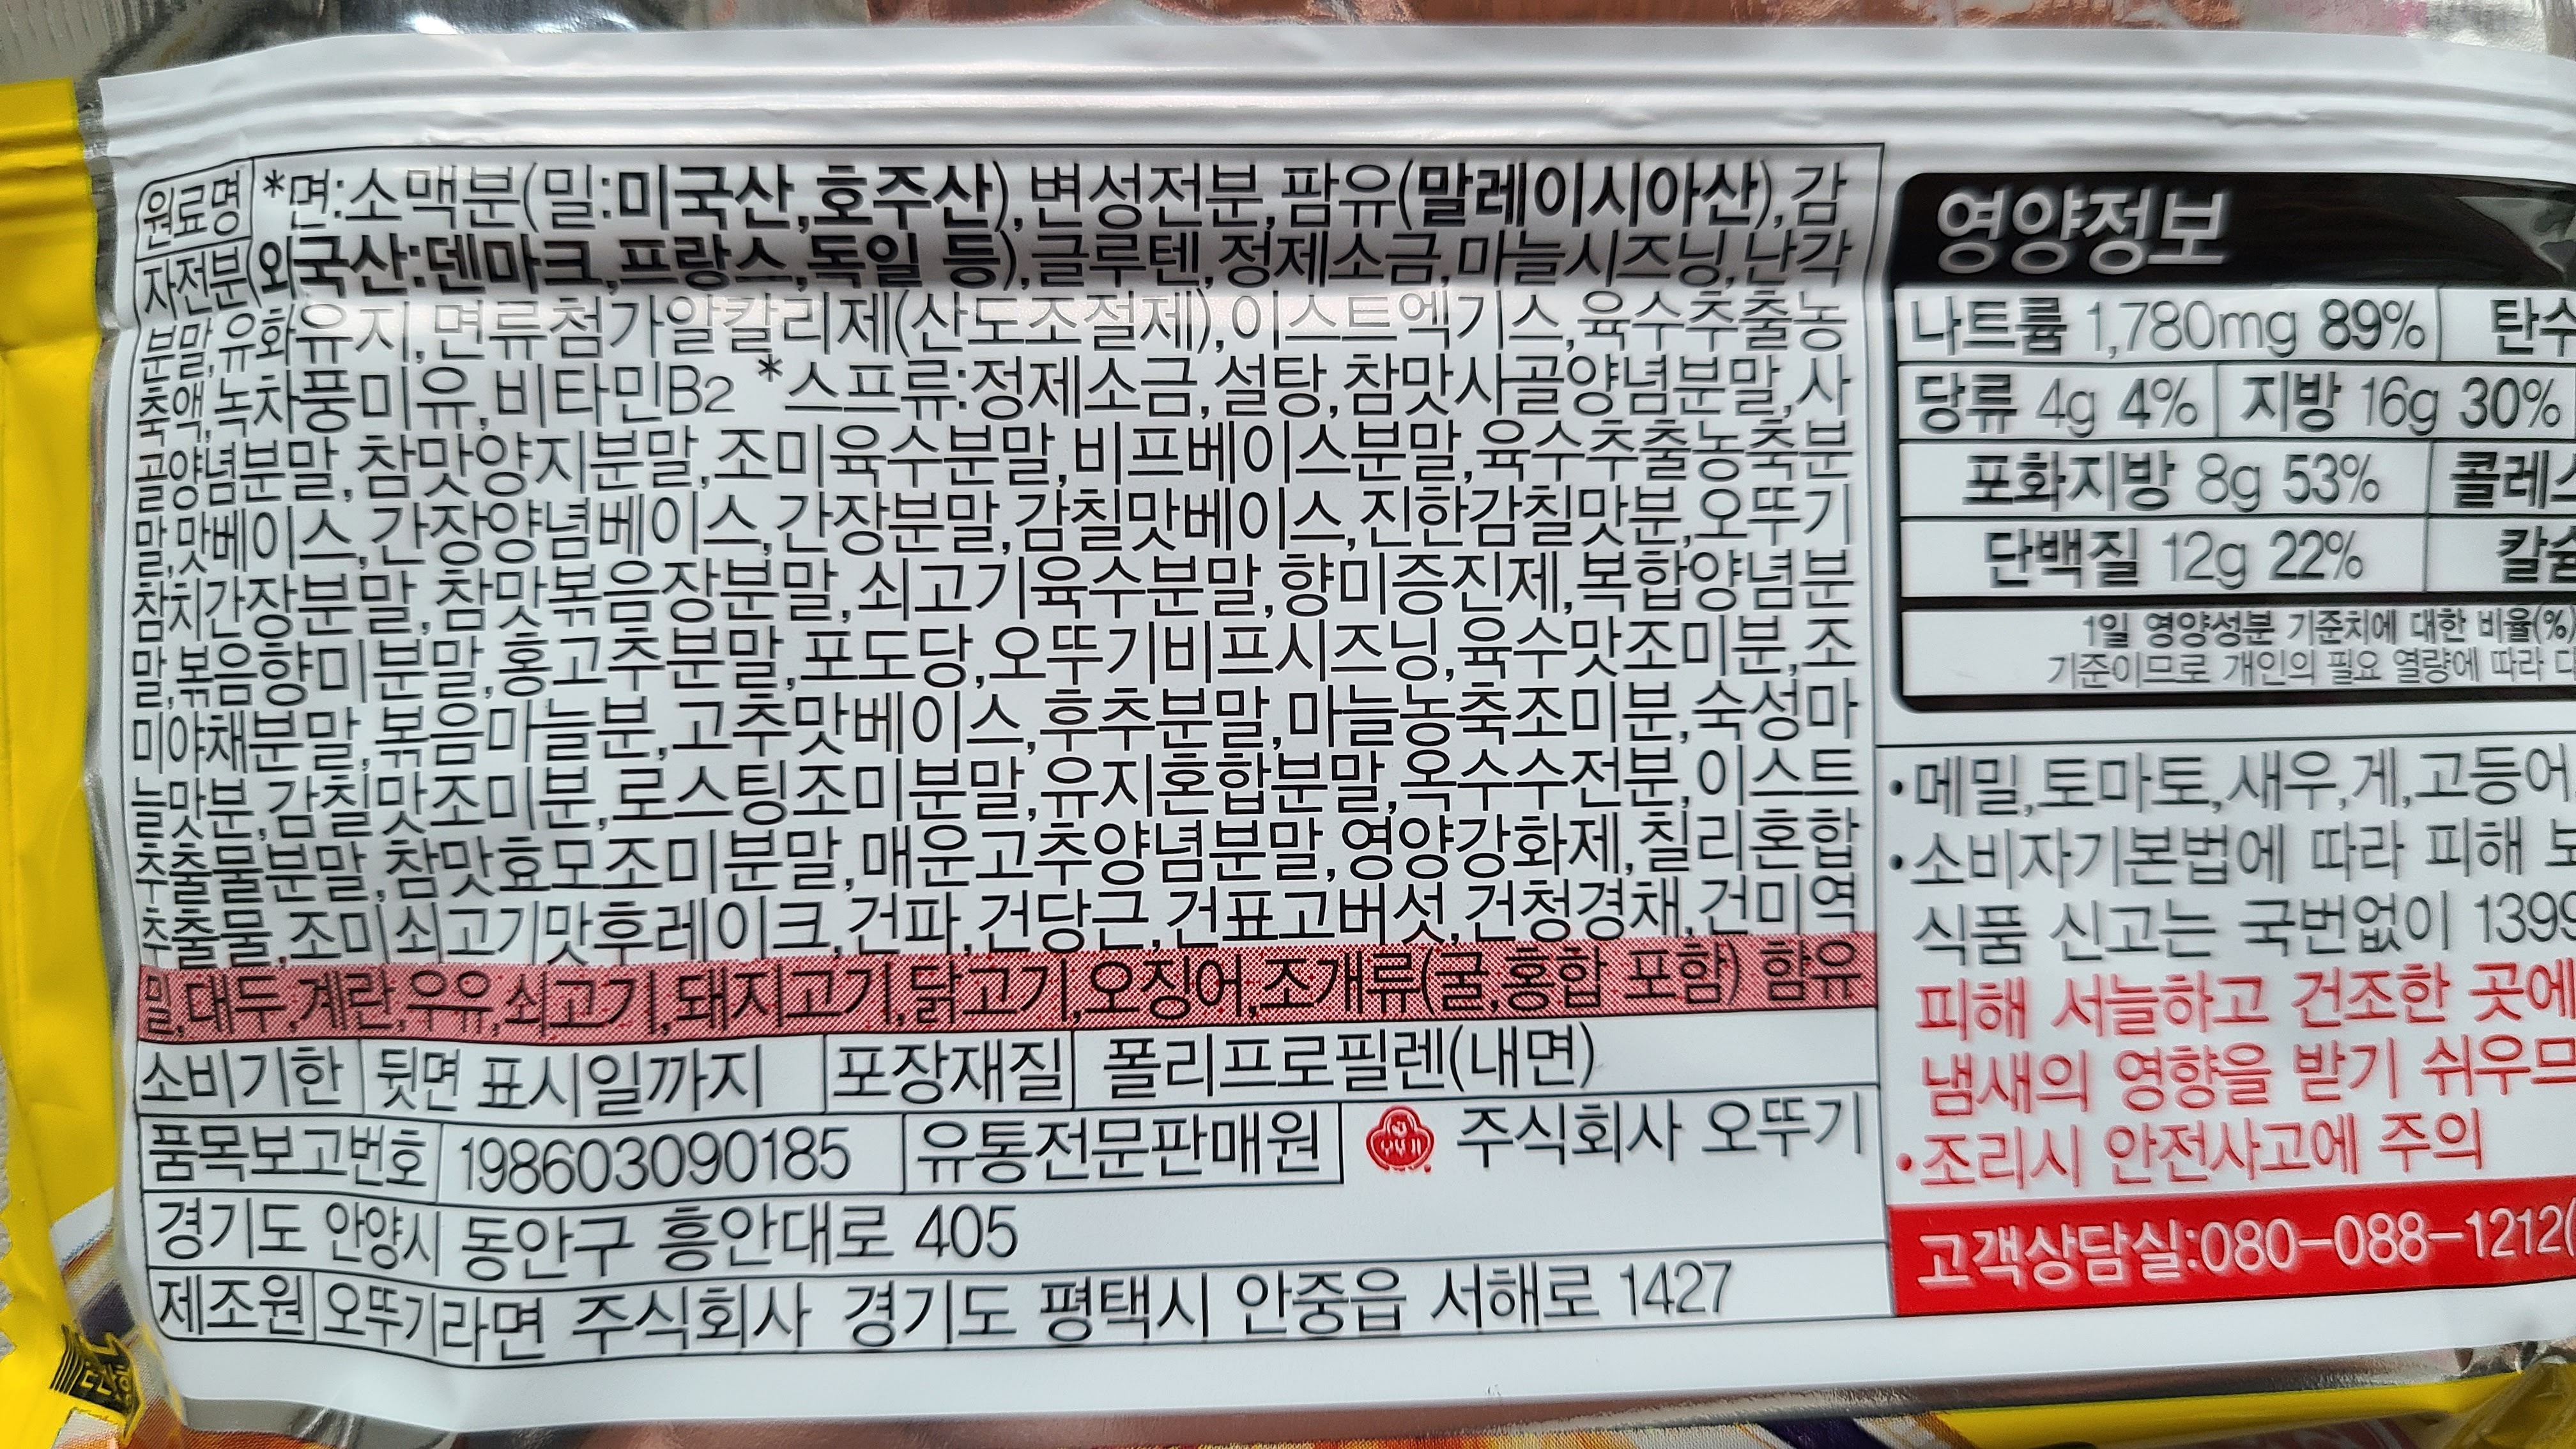 원료명 *면:소맥분(밀:미국산,호주산),변성전분,팜유(말레이시아산),감
자전분(외국산:덴마크,프랑스,독일 등),글루텐,정제소금,마늘시즈닝,난각
분말,유화유지,면류첨가알칼리제(산도조절제),이스트엑기스,육수추출농
축액,녹차풍미유,비타민B2 *스프류:정제소금,설탕,참맛사골양념분말,사
골양념분말,참맛양지분말,조미육수분말,비프베이스분말,육수추출농축분
말,맛베이스,간장양념베이스,간장분말,감칠맛베이스,진한감칠맛분,오뚜기
참치간장분말,참맛볶음장분말,쇠고기육수분말,향미증진제,복합양념분
말,볶음향미분말,홍고추분말,포도당,오뚜기비프시즈닝,육수맛조미분,조
미야채분말,볶음마늘분,고추맛베이스,후추분말,마늘농축조미분,숙성마
늘맛분,감칠맛조미분,로스팅조미분말,유지혼합분말,옥수수전분,이스트
추출물분말,참맛효모조미분말,매운고추양념분말,영양강화제,칠리혼합
추출물,조미쇠고기맛후레이크,건파,건당근,건표고버섯,건청경채,건미역
밀,대두,계란,우유,쇠고기,돼지고기,닭고기,오징어,조개류(굴,홍합 포함) 함유
소비기한 뒷면 표시일까지 포장재질 폴리프로필렌(내면)
품목보고번호 198603090185 유통전문판매원 주식회사 오뚜기
경기도 안양시 동안구 흥안대로 405
제조원 오뚜기라면 주식회사 경기도 평택시 안중읍 서해로 1427
영양정보
나트륨 1,780mg 89% 탄수
당류 4g 4% 지방 16g 30%
포화지방 8g 53% 콜레
단백질 12g 22% 칼슘
1일 영양성분 기준치에 대한 비율(%)
기준이므로 개인의 필요 열량에 따라
•메밀,토마토,새우,게,고등어
•소비자기본법에 따라 피해
식품 신고는 국번없이 1399
피해 서늘하고 건조한 곳에
냄새의 영향을 받기 쉬우므
•조리시 안전사고에 주의
고객상담실:080-088-1212(